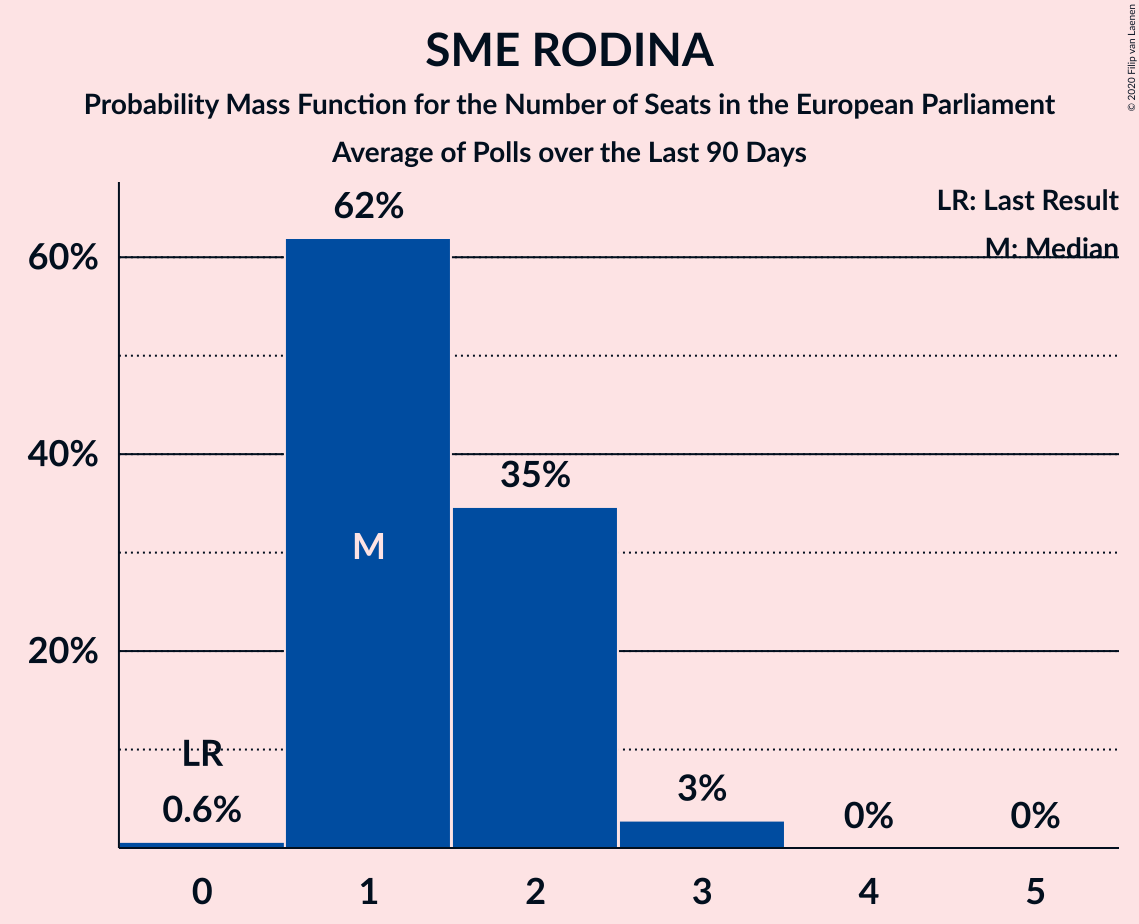 SME RODINA
Probability Mass Function for the Number of Seats in the European Parliament
Average of Polls over the Last 90 Days
© 2020 Filip van Laenen
LR: Last Result
M: Median
62%
60%
40%
35%
M
20%
LR
0.6%
3%
0%
0%
0 1 2 3 4 5